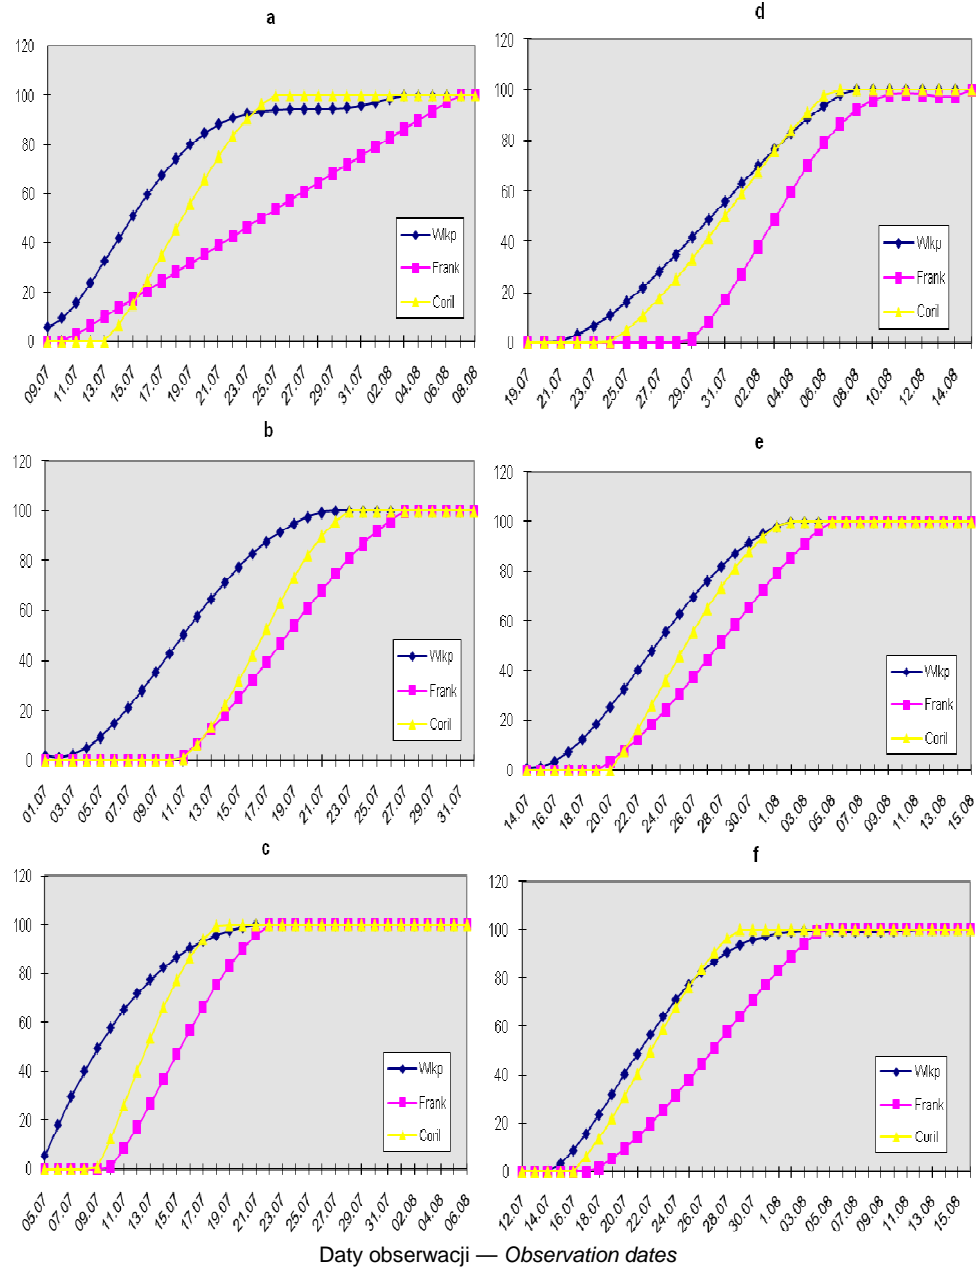 a
120
100
80
60
40
20
0
Wlkp
Frank
Coril
09.07 11.07 13.07 15.07 17.07 19.07 21.07 23.07 25.07 27.07 29.07 31.07 02.08 04.08 06.08 08.08
d
120
100
80
60
40
20
0
Wlkp
Frank
Coril
19.07 21.07 23.07 25.07 27.07 29.07 31.07 02.08 04.08 06.08 08.08 10.08 12.08 14.08
b
120
100
80
60
40
20
0
Wlkp
Frank
Coril
01.07 03.07 05.07 07.07 09.07 11.07 13.07 15.07 17.07 19.07 21.07 23.07 25.07 27.07 29.07 31.07
e
120
100
80
60
40
20
0
Wlkp
Frank
Coril
14.07 16.07 18.07 20.07 22.07 24.07 26.07 28.07 30.07 1.08 03.08 05.08 07.08 09.08 11.08 13.08 15.08
c
120
100
80
60
40
20
0
Wlkp
Frank
Coril
05.07 07.07 09.07 11.07 13.07 15.07 17.07 19.07 21.07 23.07 25.07 27.07 29.07 31.07 02.08 04.08 06.08
f
120
100
80
60
40
20
0
Wlkp
Frank
Curil
12.07 14.07 16.07 18.07 20.07 22.07 24.07 26.07 28.07 30.07 1.08 03.08 05.08 07.08 09.08 11.08 13.08 15.08
Daty obserwacji — Observation dates